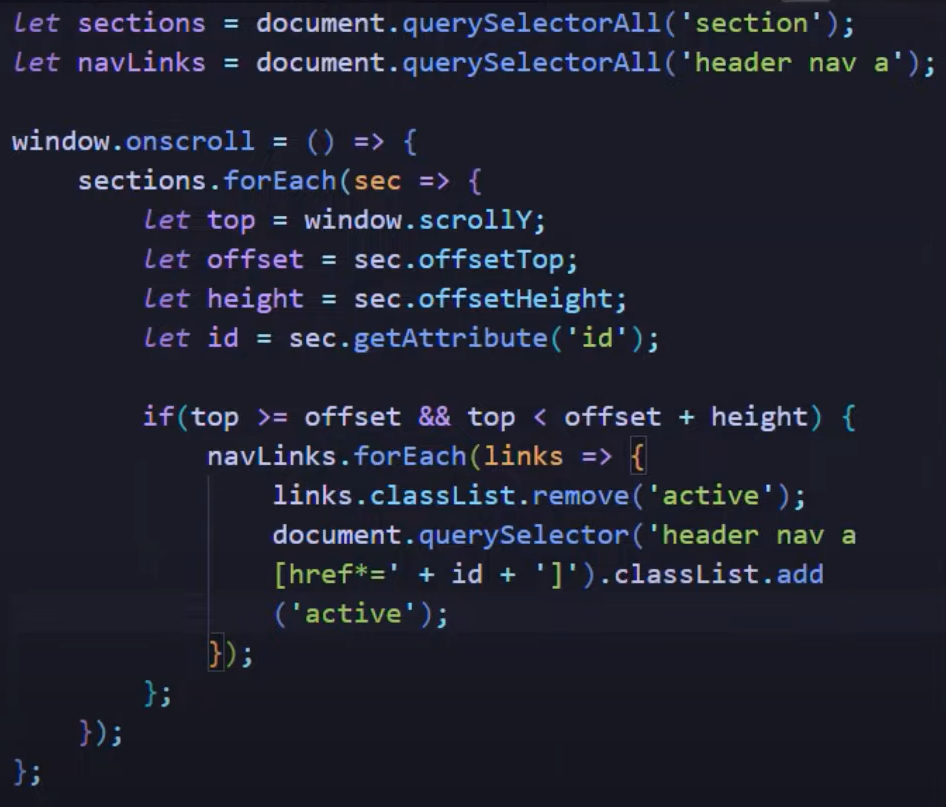 let sections = document.querySelectorAll('section');
let navLinks = document.querySelectorAll('header nav a');

window.onscroll = () => {
    sections.forEach(sec => {
        let top = window.scrollY;
        let offset = sec.offsetTop;
        let height = sec.offsetHeight;
        let id = sec.getAttribute('id');

        if(top >= offset && top < offset + height) {
            navLinks.forEach(links => {
                links.classList.remove('active');
                document.querySelector('header nav a
                [href*=' + id + ']').classList.add
                ('active');
            });
        };
    });
};